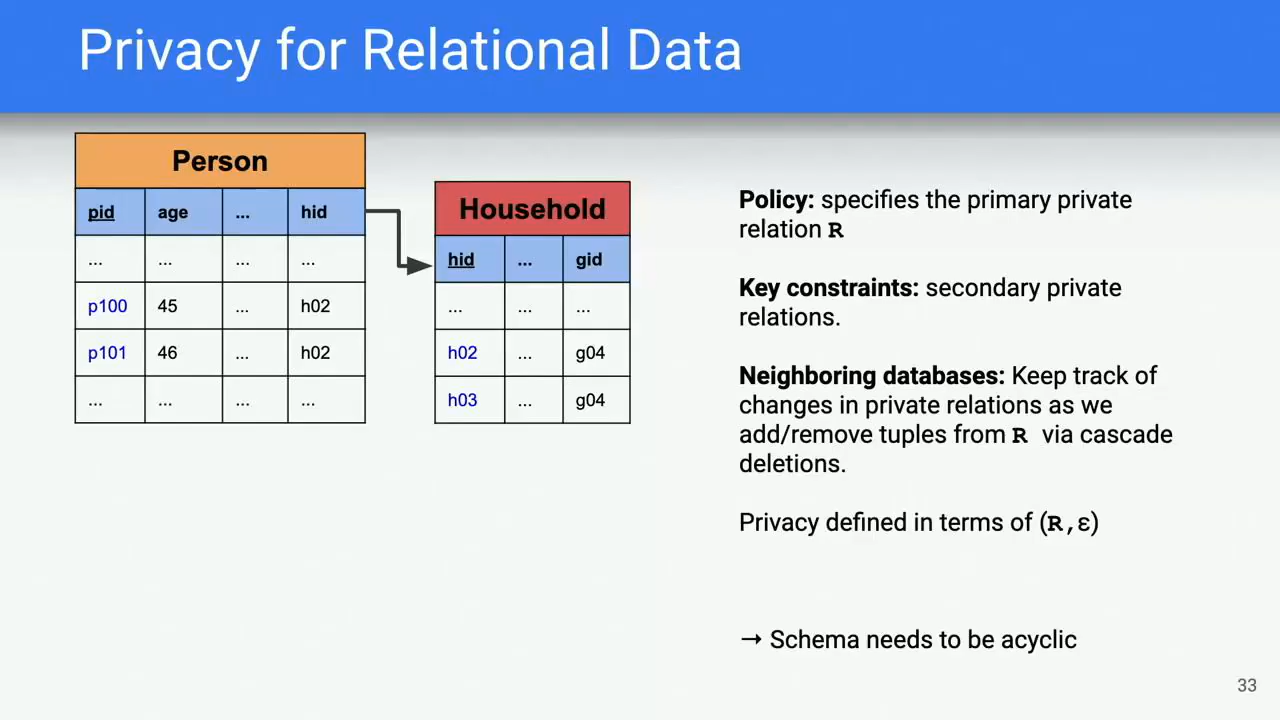 Privacy for Relational Data
Person
pid age ... hid
... ... ... ...
p100 45 ... h02
p101 46 ... h02
... ... ... ...
Household
hid ... gid
... ... ...
h02 ... g04
h03 ... g04
Policy: specifies the primary private
relation R
Key constraints: secondary private
relations.
Neighboring databases: Keep track of
changes in private relations as we
add/remove tuples from R via cascade
deletions.
Privacy defined in terms of (R,ε)
→ Schema needs to be acyclic
33